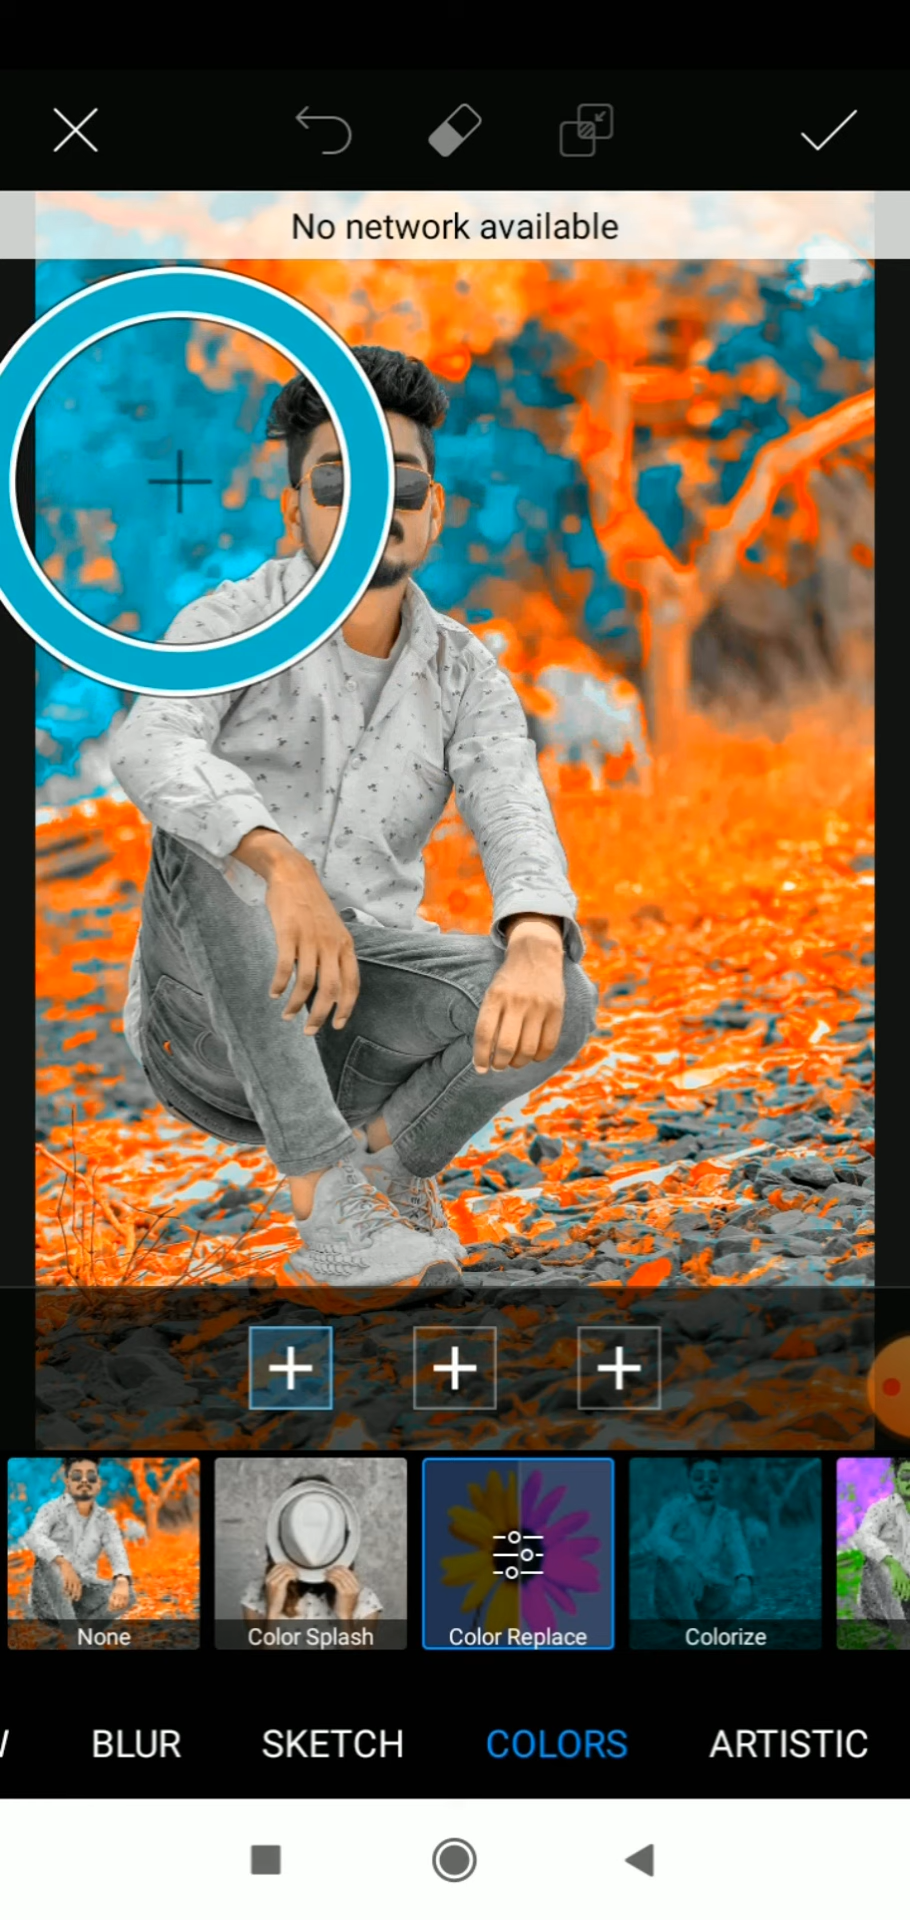 No network available
None
Color Splash
Color Replace
Colorize
BLUR
SKETCH
COLORS
ARTISTIC